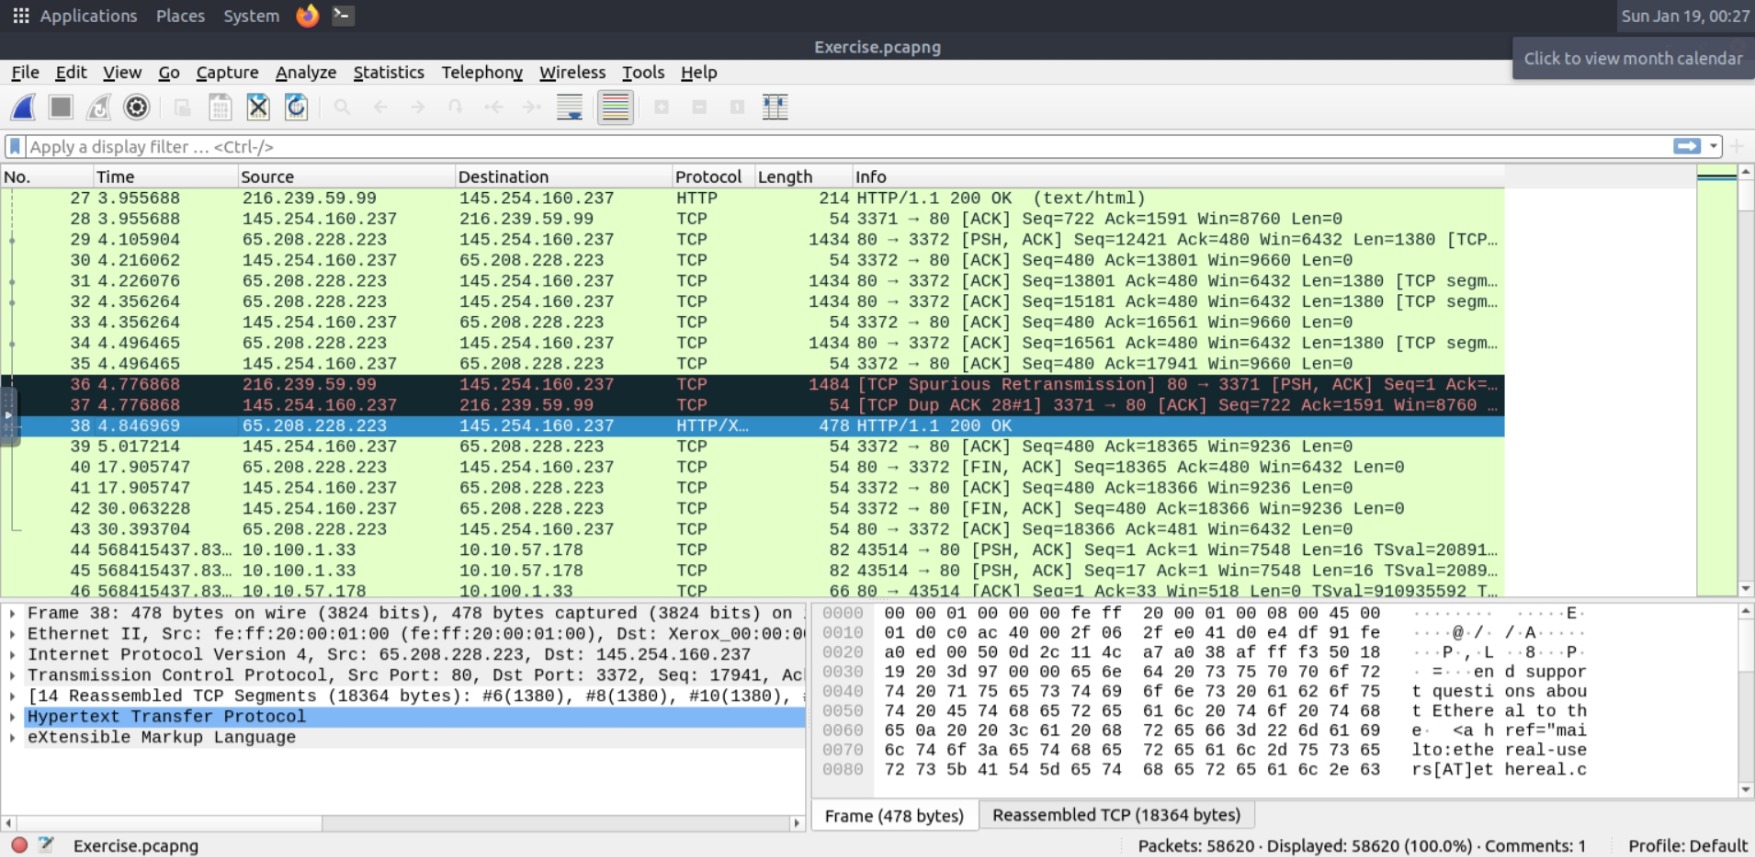 Applications Places System Sun Jan 19, 00:27
Exercise.pcapng
Click to view month calendar
File Edit View Go Capture Analyze Statistics Telephony Wireless Tools Help
Apply a display filter … <Ctrl-/>
No. Time Source Destination Protocol Length Info
27 3.955688 216.239.59.99 145.254.160.237 HTTP 214 HTTP/1.1 200 OK (text/html)
28 3.955688 145.254.160.237 216.239.59.99 TCP 54 3371 → 80 [ACK] Seq=722 Ack=1591 Win=8760 Len=0
29 4.105904 65.208.228.223 145.254.160.237 TCP 1434 80 → 3372 [PSH, ACK] Seq=12421 Ack=480 Win=6432 Len=1380 [TCP…
30 4.216062 145.254.160.237 65.208.228.223 TCP 54 3372 → 80 [ACK] Seq=480 Ack=13801 Win=9660 Len=0
31 4.226076 65.208.228.223 145.254.160.237 TCP 1434 80 → 3372 [ACK] Seq=13801 Ack=480 Win=6432 Len=1380 [TCP segm…
32 4.356264 65.208.228.223 145.254.160.237 TCP 1434 80 → 3372 [ACK] Seq=15181 Ack=480 Win=6432 Len=1380 [TCP segm…
33 4.356264 145.254.160.237 65.208.228.223 TCP 54 3372 → 80 [ACK] Seq=480 Ack=16561 Win=9660 Len=0
34 4.496465 65.208.228.223 145.254.160.237 TCP 1434 80 → 3372 [ACK] Seq=16561 Ack=480 Win=6432 Len=1380 [TCP segm…
35 4.496465 145.254.160.237 65.208.228.223 TCP 54 3372 → 80 [ACK] Seq=480 Ack=17941 Win=9660 Len=0
36 4.776868 216.239.59.99 145.254.160.237 TCP 1484 [TCP Spurious Retransmission] 80 → 3371 [PSH, ACK] Seq=1 Ack=…
37 4.776868 145.254.160.237 216.239.59.99 TCP 54 [TCP Dup ACK 28#1] 3371 → 80 [ACK] Seq=722 Ack=1591 Win=8760 …
38 4.846969 65.208.228.223 145.254.160.237 HTTP/X… 478 HTTP/1.1 200 OK
39 5.017214 145.254.160.237 65.208.228.223 TCP 54 3372 → 80 [ACK] Seq=480 Ack=18365 Win=9236 Len=0
40 17.905747 65.208.228.223 145.254.160.237 TCP 54 80 → 3372 [FIN, ACK] Seq=18365 Ack=480 Win=6432 Len=0
41 17.905747 145.254.160.237 65.208.228.223 TCP 54 3372 → 80 [ACK] Seq=480 Ack=18366 Win=9236 Len=0
42 30.063228 145.254.160.237 65.208.228.223 TCP 54 3372 → 80 [FIN, ACK] Seq=480 Ack=18366 Win=9236 Len=0
43 30.393704 65.208.228.223 145.254.160.237 TCP 54 80 → 3372 [ACK] Seq=18366 Ack=481 Win=6432 Len=0
44 568415437.83… 10.100.1.33 10.10.57.178 TCP 82 43514 → 80 [PSH, ACK] Seq=1 Ack=1 Win=7548 Len=16 TSval=20891…
45 568415437.83… 10.100.1.33 10.10.57.178 TCP 82 43514 → 80 [PSH, ACK] Seq=17 Ack=1 Win=7548 Len=16 TSval=2089…
46 568415437.83… 10.10.57.178 10.100.1.33 TCP 66 80 → 43514 [ACK] Seq=1 Ack=33 Win=518 Len=0 TSval=910935592 T…
Frame 38: 478 bytes on wire (3824 bits), 478 bytes captured (3824 bits) on
Ethernet II, Src: fe:ff:20:00:01:00 (fe:ff:20:00:01:00), Dst: Xerox_00:00:0
Internet Protocol Version 4, Src: 65.208.228.223, Dst: 145.254.160.237
Transmission Control Protocol, Src Port: 80, Dst Port: 3372, Seq: 17941, Ac
[14 Reassembled TCP Segments (18364 bytes): #6(1380), #8(1380), #10(1380),
Hypertext Transfer Protocol
eXtensible Markup Language
0000 00 00 01 00 00 00 fe ff 20 00 01 00 08 00 45 00 ········ ·····E·
0010 01 d0 c0 ac 40 00 2f 06 2f e0 41 d0 e4 df 91 fe ····@·/· /·A·····
0020 a0 ed 00 50 0d 2c 11 4c a7 a0 38 af ff f3 50 18 ···P·,·L ··8···P·
0030 19 20 3d 97 00 00 65 6e 64 20 73 75 70 70 6f 72 · =···en d suppor
0040 74 20 71 75 65 73 74 69 6f 6e 73 20 61 62 6f 75 t questi ons abou
0050 74 20 45 74 68 65 72 65 61 6c 20 74 6f 20 74 68 t Ethere al to th
0060 65 0a 20 20 3c 61 20 68 72 65 66 3d 22 6d 61 69 e·  <a h ref="mai
0070 6c 74 6f 3a 65 74 68 65 72 65 61 6c 2d 75 73 65 lto:ethe real-use
0080 72 73 5b 41 54 5d 65 74 68 65 72 65 61 6c 2e 63 rs[AT]et hereal.c
Frame (478 bytes) Reassembled TCP (18364 bytes)
Exercise.pcapng Packets: 58620 · Displayed: 58620 (100.0%) · Comments: 1 Profile: Default